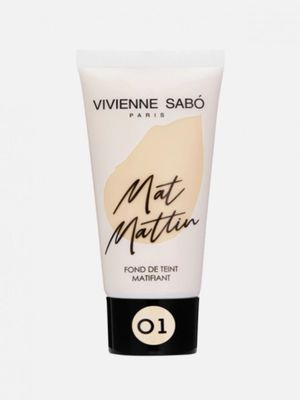 VIVIENNE SABÓ
PARIS
Mat
Mattin
FOND DE TEINT
MATIFIANT
01